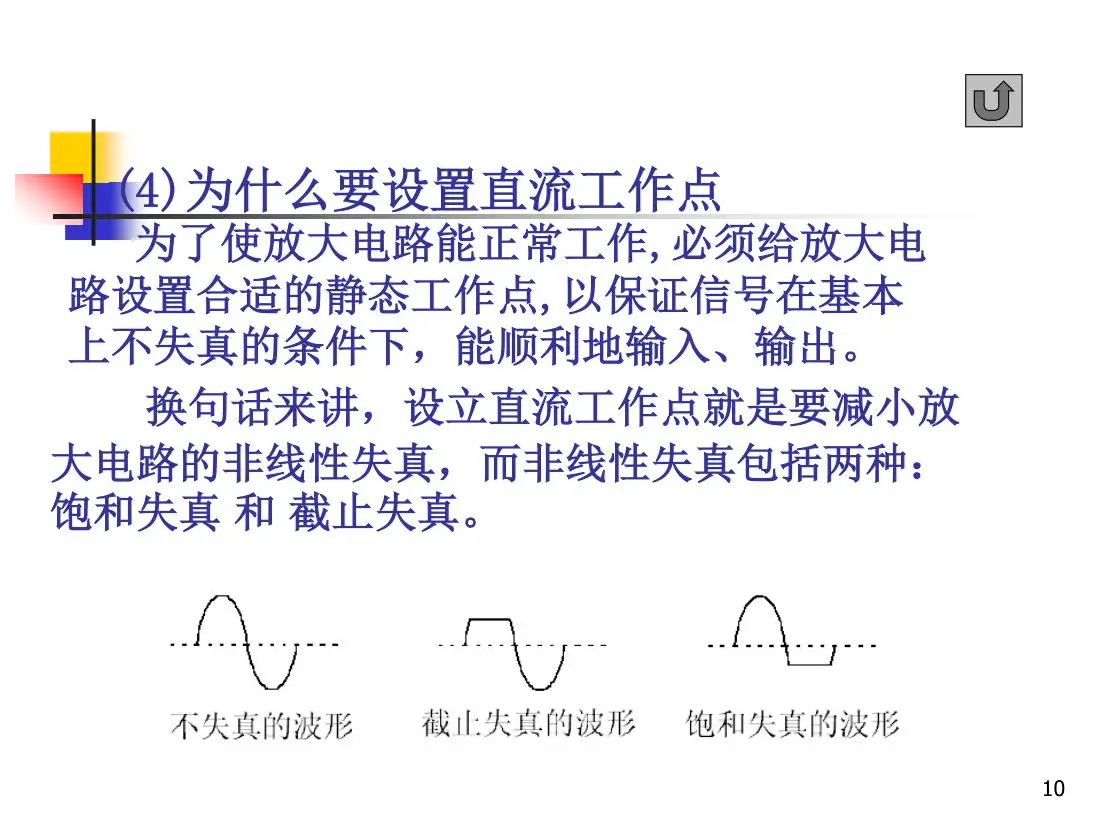 (4)为什么要设置直流工作点
为了使放大电路能正常工作,必须给放大电
路设置合适的静态工作点,以保证信号在基本
上不失真的条件下，能顺利地输入、输出。
换句话来讲，设立直流工作点就是要减小放
大电路的非线性失真，而非线性失真包括两种：
饱和失真 和 截止失真。
不失真的波形
截止失真的波形
饱和失真的波形
10